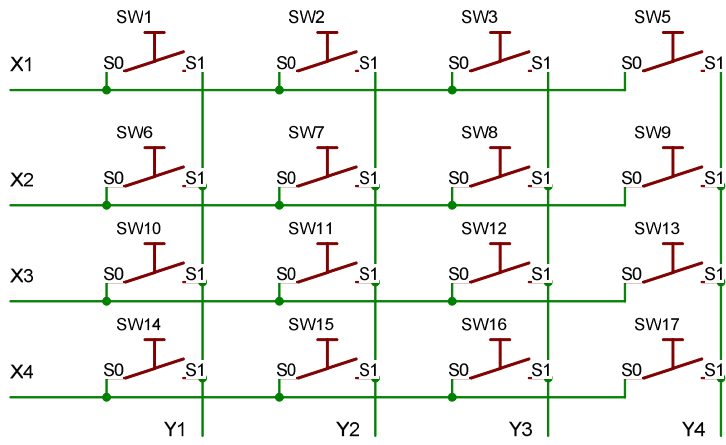 SW1 SW2 SW3 SW5
X1 S0 S1 S0 S1 S0 S1 S0 S1
SW6 SW7 SW8 SW9
X2 S0 S1 S0 S1 S0 S1 S0 S1
SW10 SW11 SW12 SW13
X3 S0 S1 S0 S1 S0 S1 S0 S1
SW14 SW15 SW16 SW17
X4 S0 S1 S0 S1 S0 S1 S0 S1
Y1 Y2 Y3 Y4